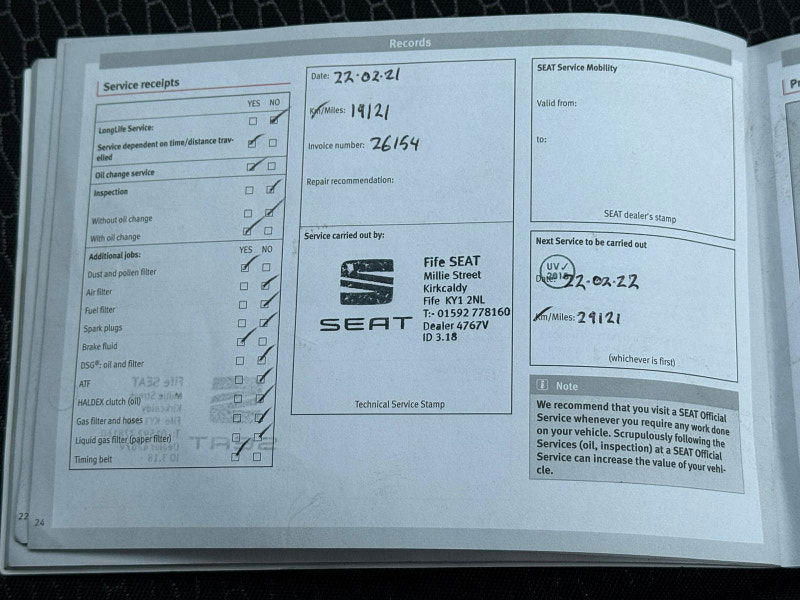 Records
Service receipts
YES NO
LongLife Service:
Service dependent on time/distance trav-
elled
Oil change service
Inspection
Without oil change
With oil change
Additional jobs: YES NO
Dust and pollen filter
Air filter
Fuel filter
Spark plugs
Brake fluid
DSG®: oil and filter
ATF
HALDEX clutch (oil)
Gas filter and hoses
Liquid gas filter (paper filter)
Timing belt
22
24
Date: 22·02·21
Km/Miles: 19121
Invoice number: 26154
Repair recommendation:
Service carried out by:
SEAT
Fife SEAT
Millie Street
Kirkcaldy
Fife KY1 2NL
T:- 01592 778160
Dealer 4767V
ID 3.18
Technical Service Stamp
SEAT Service Mobility
Valid from:
to:
SEAT dealer's stamp
Next Service to be carried out
UV✓
Date: 22·02·22
Km/Miles: 29121
(whichever is first)
i Note
We recommend that you visit a SEAT Official
Service whenever you require any work done
on your vehicle. Scrupulously following the
Services (oil, inspection) at a SEAT Official
Service can increase the value of your vehi-
cle.